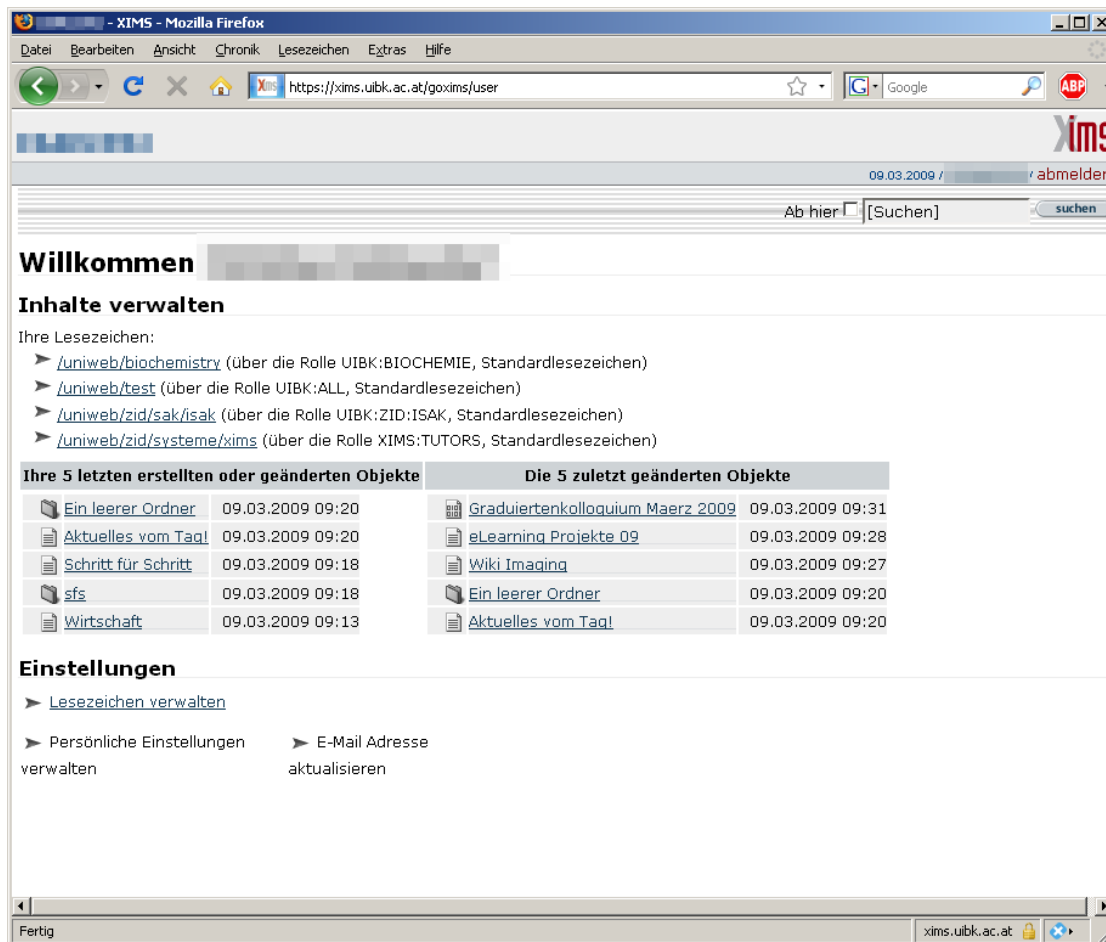 - XIMS - Mozilla Firefox
Datei Bearbeiten Ansicht Chronik Lesezeichen Extras Hilfe
Xims https://xims.uibk.ac.at/goxims/user G Google ABP
Xims
09.03.2009 / / abmelden
Ab hier [Suchen] suchen
Willkommen
Inhalte verwalten
Ihre Lesezeichen:
/uniweb/biochemistry (über die Rolle UIBK:BIOCHEMIE, Standardlesezeichen)
/uniweb/test (über die Rolle UIBK:ALL, Standardlesezeichen)
/uniweb/zid/sak/isak (über die Rolle UIBK:ZID:ISAK, Standardlesezeichen)
/uniweb/zid/systeme/xims (über die Rolle XIMS:TUTORS, Standardlesezeichen)
Ihre 5 letzten erstellten oder geänderten Objekte Die 5 zuletzt geänderten Objekte
Ein leerer Ordner 09.03.2009 09:20 Graduiertenkolloquium Maerz 2009 09.03.2009 09:31
Aktuelles vom Tag! 09.03.2009 09:20 eLearning Projekte 09 09.03.2009 09:28
Schritt für Schritt 09.03.2009 09:18 Wiki Imaging 09.03.2009 09:27
sfs 09.03.2009 09:18 Ein leerer Ordner 09.03.2009 09:20
Wirtschaft 09.03.2009 09:13 Aktuelles vom Tag! 09.03.2009 09:20
Einstellungen
Lesezeichen verwalten
Persönliche Einstellungen verwalten
E-Mail Adresse aktualisieren
Fertig xims.uibk.ac.at